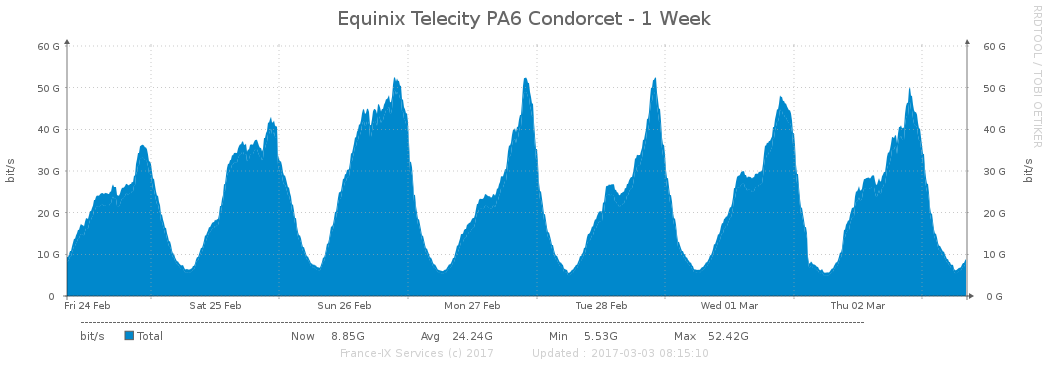 Equinix Telecity PA6 Condorcet - 1 Week
RRDTOOL / TOBI OETIKER
60 G 60 G
50 G 50 G
40 G 40 G
30 G 30 G
20 G 20 G
10 G 10 G
0 0 G
bit/s bit/s
Fri 24 Feb Sat 25 Feb Sun 26 Feb Mon 27 Feb Tue 28 Feb Wed 01 Mar Thu 02 Mar
bit/s Total Now 8.85G Avg 24.24G Min 5.53G Max 52.42G
France-IX Services (c) 2017 Updated : 2017-03-03 08:15:10